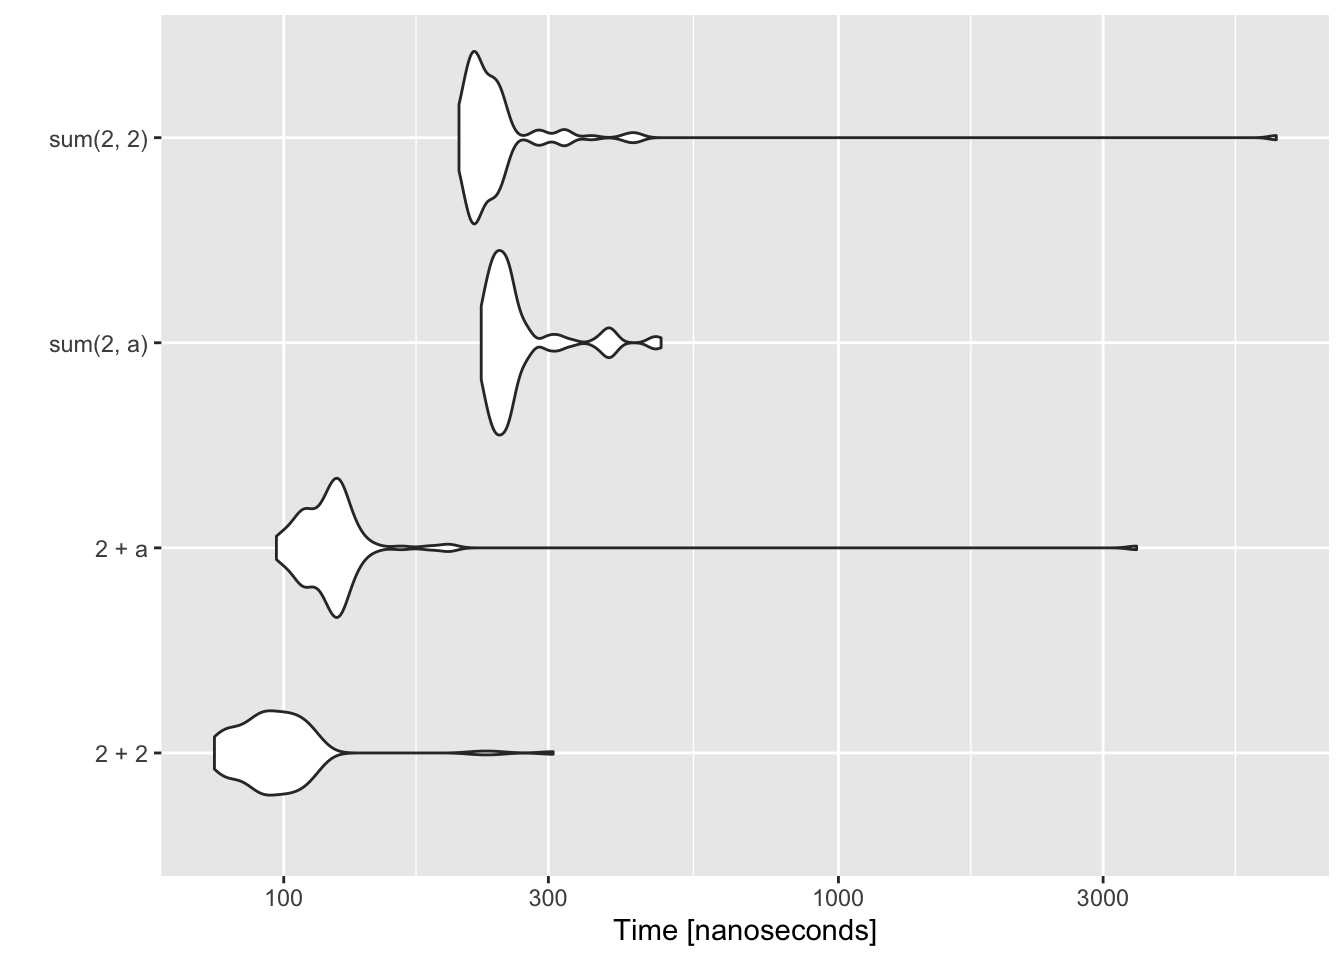 sum(2, 2)
sum(2, a)
2 + a
2 + 2
100
300
1000
3000
Time [nanoseconds]